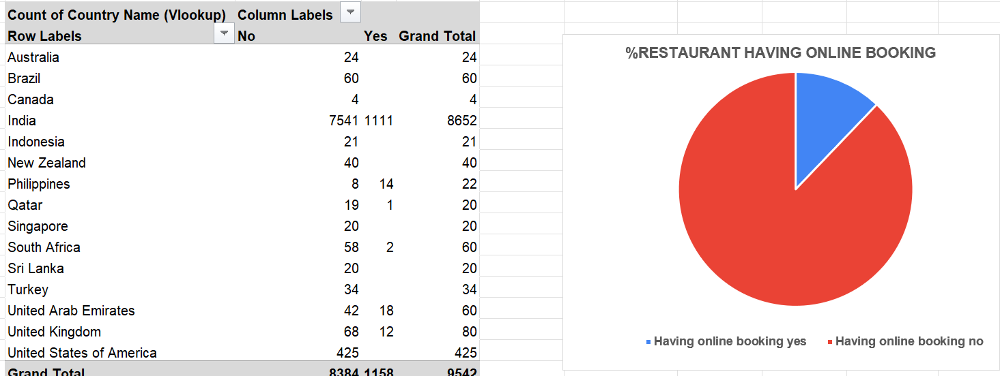 Count of Country Name (Vlookup) Column Labels
Row Labels No Yes Grand Total
Australia 24 24
Brazil 60 60
Canada 4 4
India 7541 1111 8652
Indonesia 21 21
New Zealand 40 40
Philippines 8 14 22
Qatar 19 1 20
Singapore 20 20
South Africa 58 2 60
Sri Lanka 20 20
Turkey 34 34
United Arab Emirates 42 18 60
United Kingdom 68 12 80
United States of America 425 425
Grand Total 8384 1158 9542
%RESTAURANT HAVING ONLINE BOOKING
Having online booking yes Having online booking no